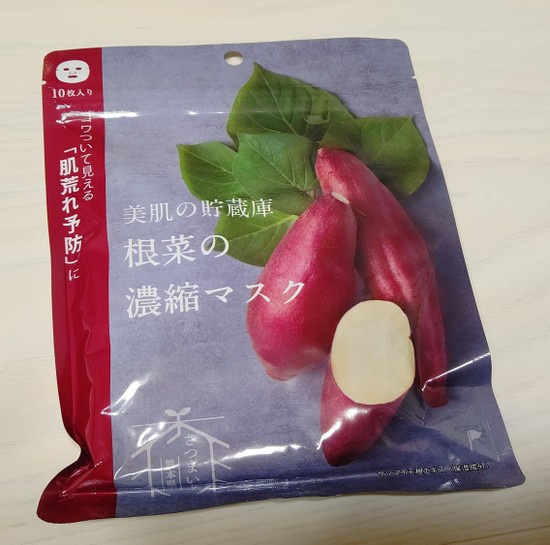 10枚入り
ゴワついて見える
「肌荒れ予防」に
美肌の貯蔵庫
根菜の
濃縮マスク
さつまいも